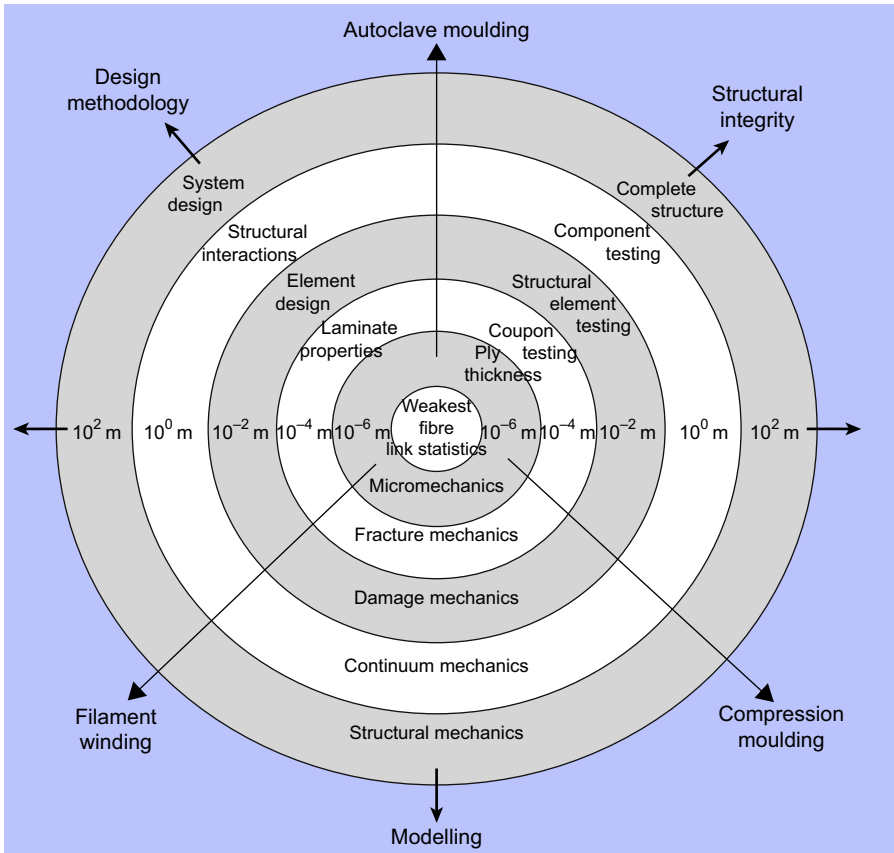 Autoclave moulding
Design
methodology
Structural
integrity
System
design
Complete
structure
Structural
interactions
Component
testing
Element
design
Structural
element
testing
Laminate
properties
Coupon
testing
Ply
thickness
Weakest
fibre
link statistics
10² m 10⁰ m 10⁻² m 10⁻⁴ m 10⁻⁶ m 10⁻⁶ m 10⁻⁴ m 10⁻² m 10⁰ m 10² m
Micromechanics
Fracture mechanics
Damage mechanics
Continuum mechanics
Structural mechanics
Filament
winding
Compression
moulding
Modelling